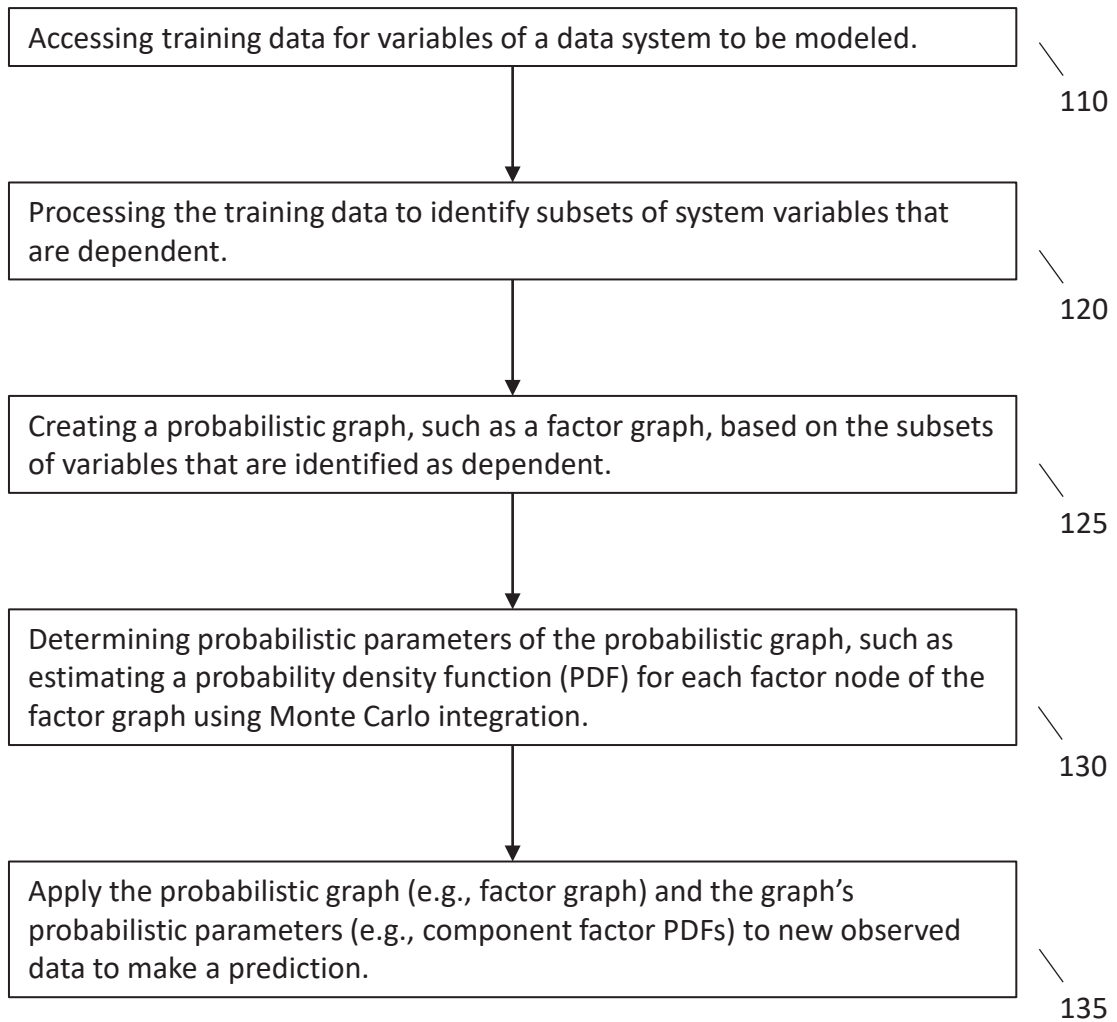 Accessing training data for variables of a data system to be modeled.
110
Processing the training data to identify subsets of system variables that
are dependent.
120
Creating a probabilistic graph, such as a factor graph, based on the subsets
of variables that are identified as dependent.
125
Determining probabilistic parameters of the probabilistic graph, such as
estimating a probability density function (PDF) for each factor node of the
factor graph using Monte Carlo integration.
130
Apply the probabilistic graph (e.g., factor graph) and the graph’s
probabilistic parameters (e.g., component factor PDFs) to new observed
data to make a prediction.
135